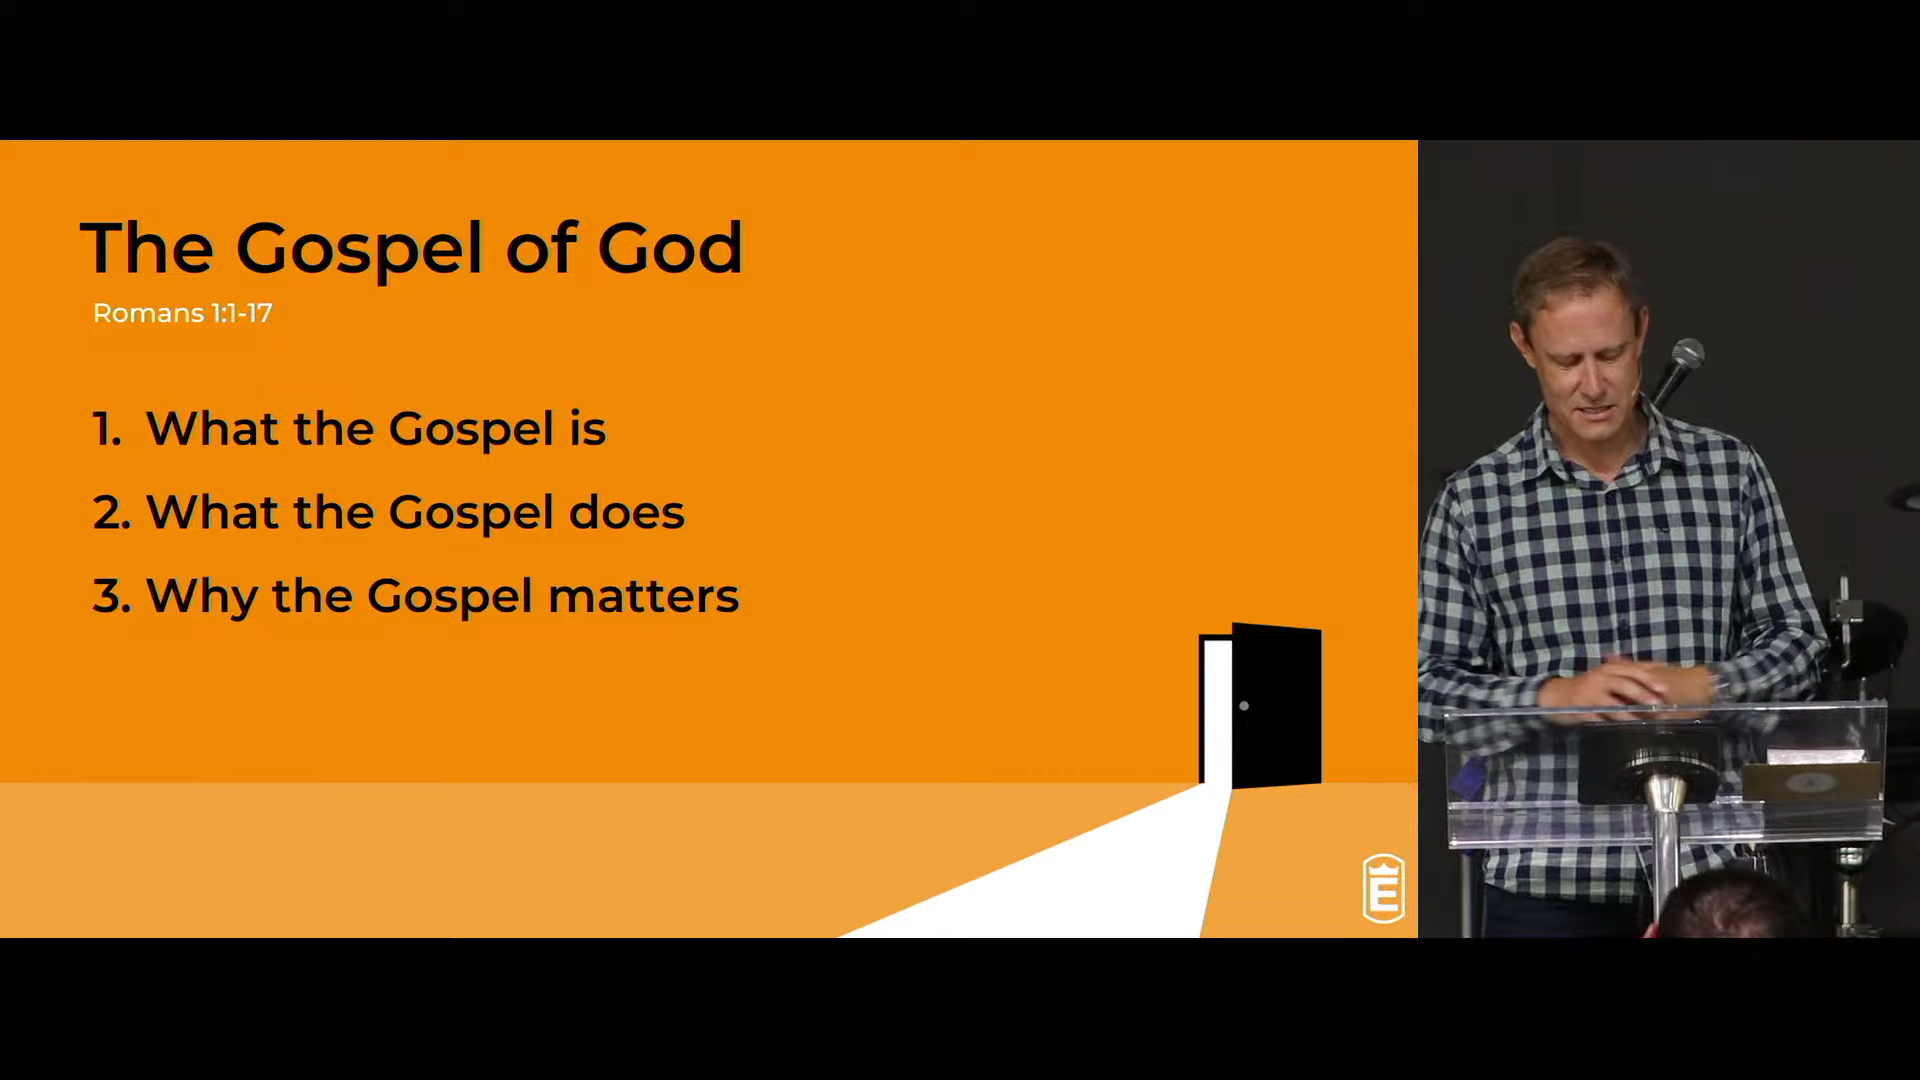 The Gospel of God
Romans 1:1-17
1. What the Gospel is
2. What the Gospel does
3. Why the Gospel matters
E